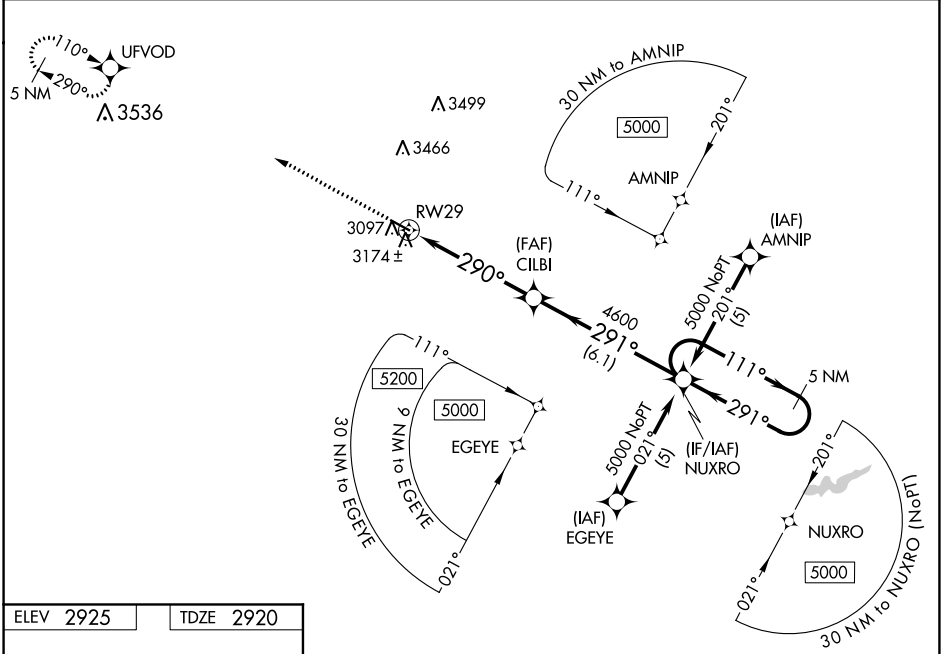 110°
UFVOD
290°
5 NM
3536
3499
3466
30 NM to AMNIP
5000
201°
AMNIP
111°
RW29
3097
3174 ±
290°
(FAF)
CILBI
(IAF)
AMNIP
5000 NoPT
201°
(5)
4600
291°
(6.1)
111°
5 NM
291°
111°
5200
5000
30 NM to EGEYE
9 NM to EGEYE
EGEYE
021°
5000 NoPT
021°
(5)
(IF/IAF)
NUXRO
(IAF)
EGEYE
201°
NUXRO
021°
5000
30 NM to NUXRO (NoPT)
ELEV 2925
TDZE 2920